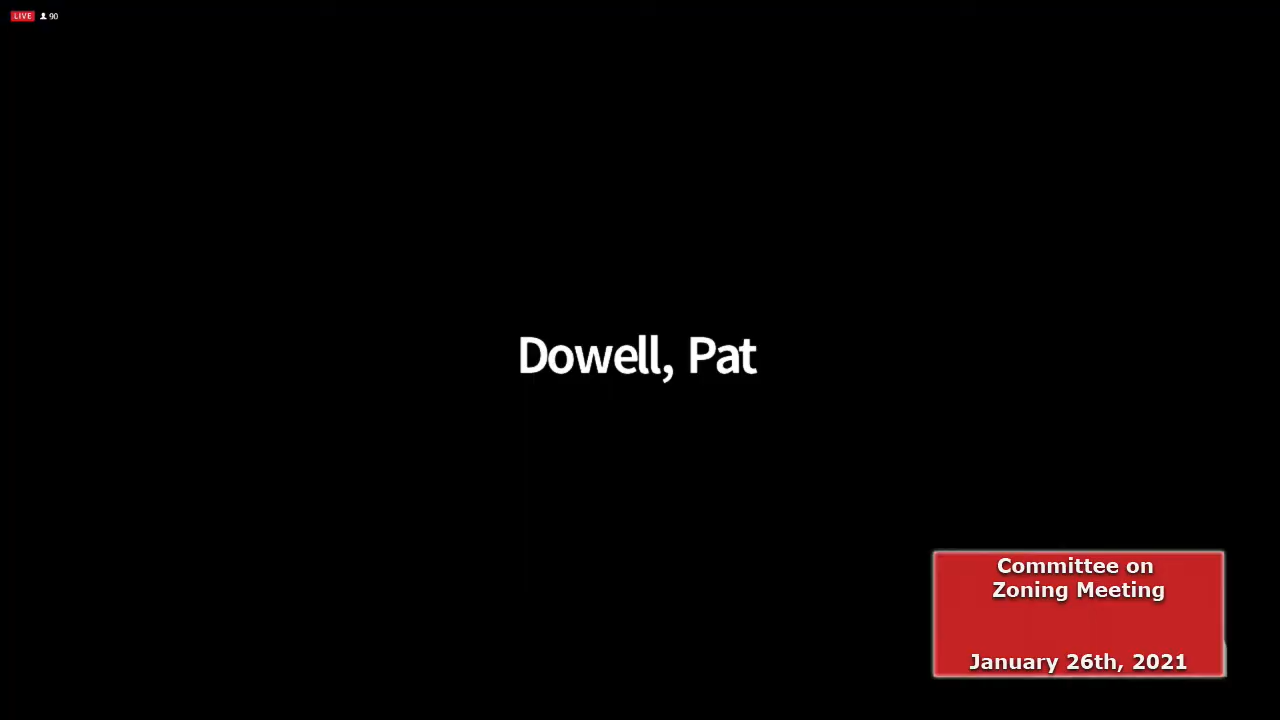 LIVE 90
Dowell, Pat
Committee on
Zoning Meeting
January 26th, 2021